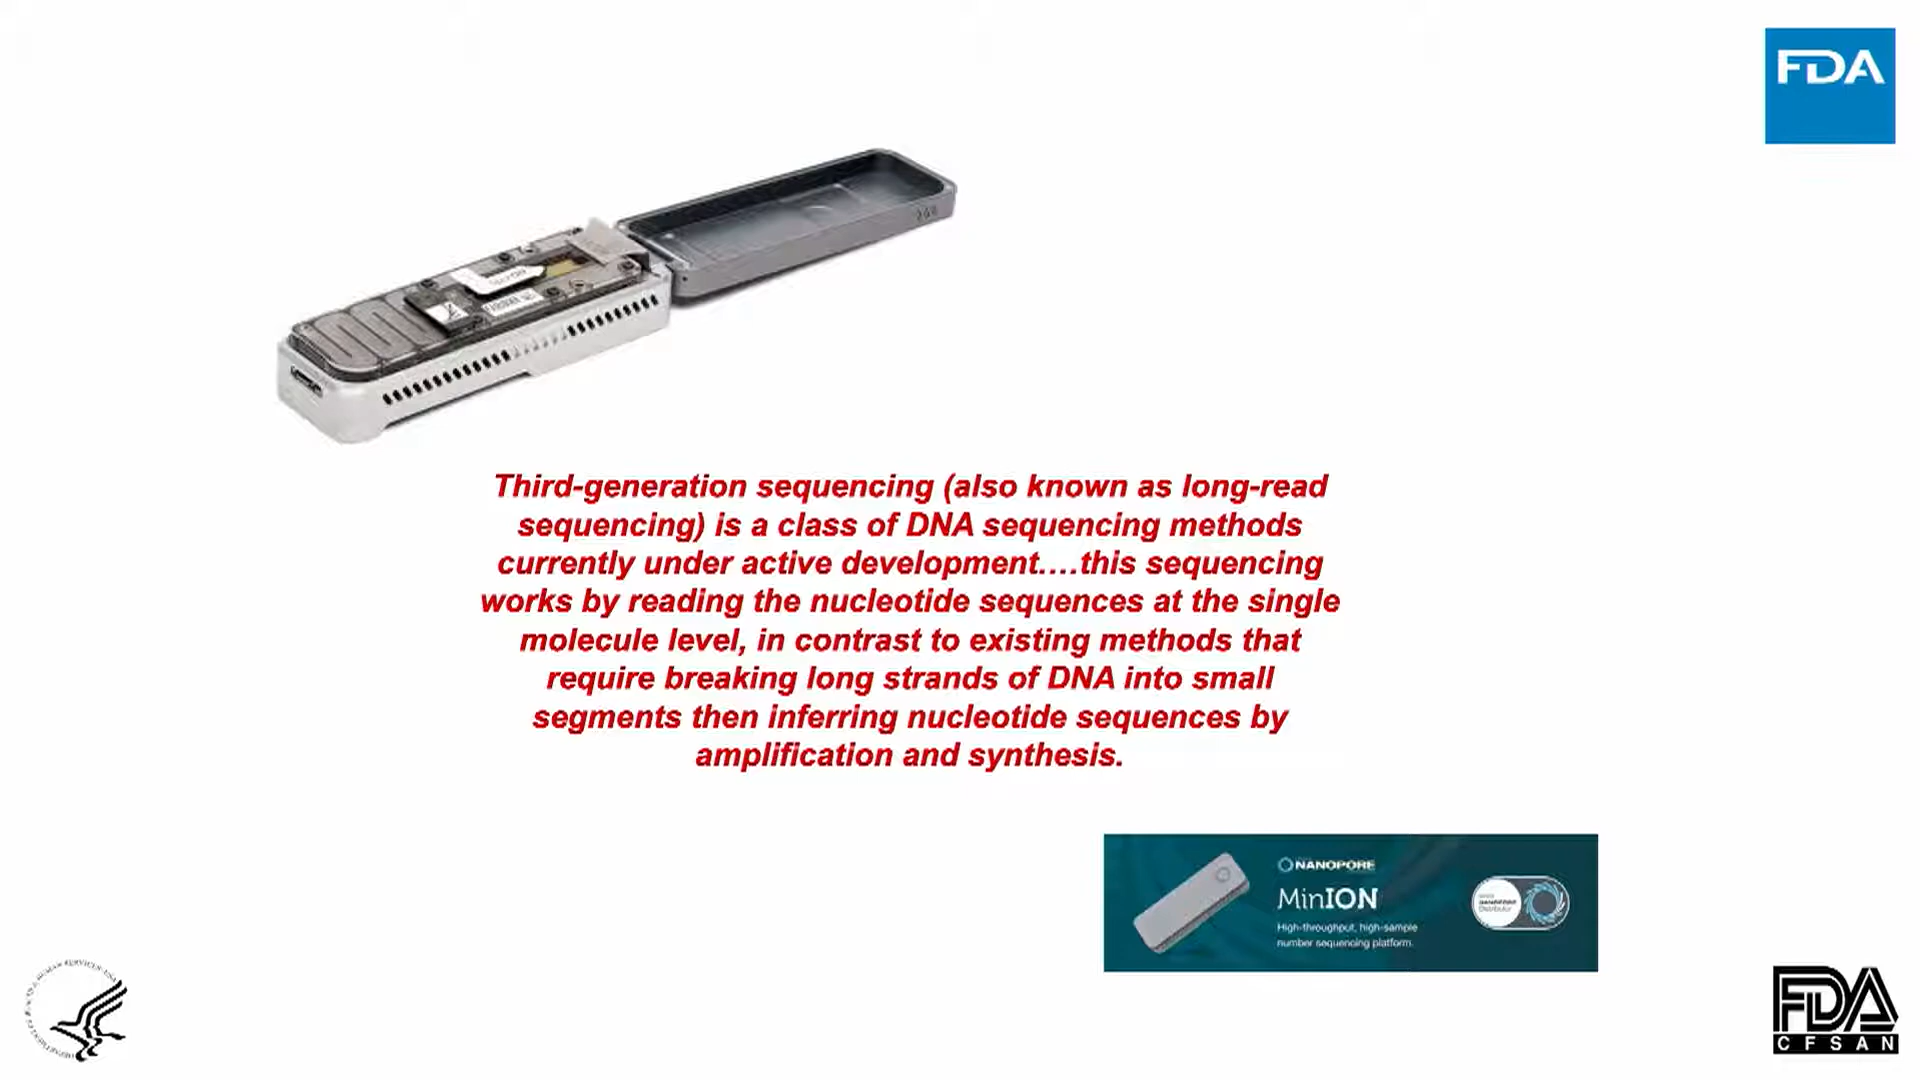 FDA
Third-generation sequencing (also known as long-read
sequencing) is a class of DNA sequencing methods
currently under active development....this sequencing
works by reading the nucleotide sequences at the single
molecule level, in contrast to existing methods that
require breaking long strands of DNA into small
segments then inferring nucleotide sequences by
amplification and synthesis.
NANOPORE
MinION
High-throughput, high-sample
number sequencing platform.
FDA
CFSAN